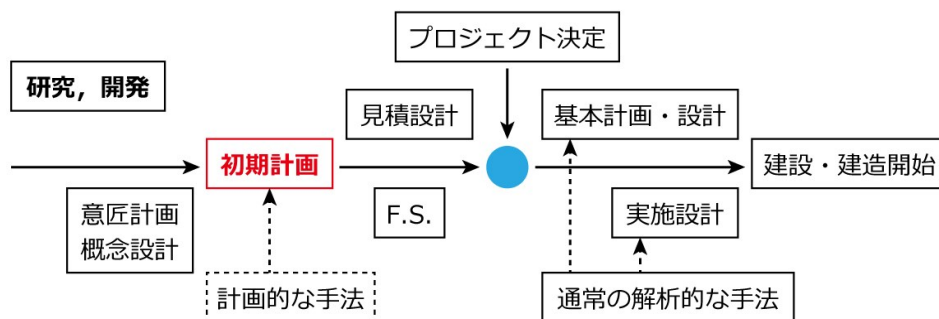 プロジェクト決定
研究，開発
見積設計
基本計画・設計
初期計画
建設・建造開始
意匠計画
概念設計
F.S.
実施設計
計画的な手法
通常の解析的な手法